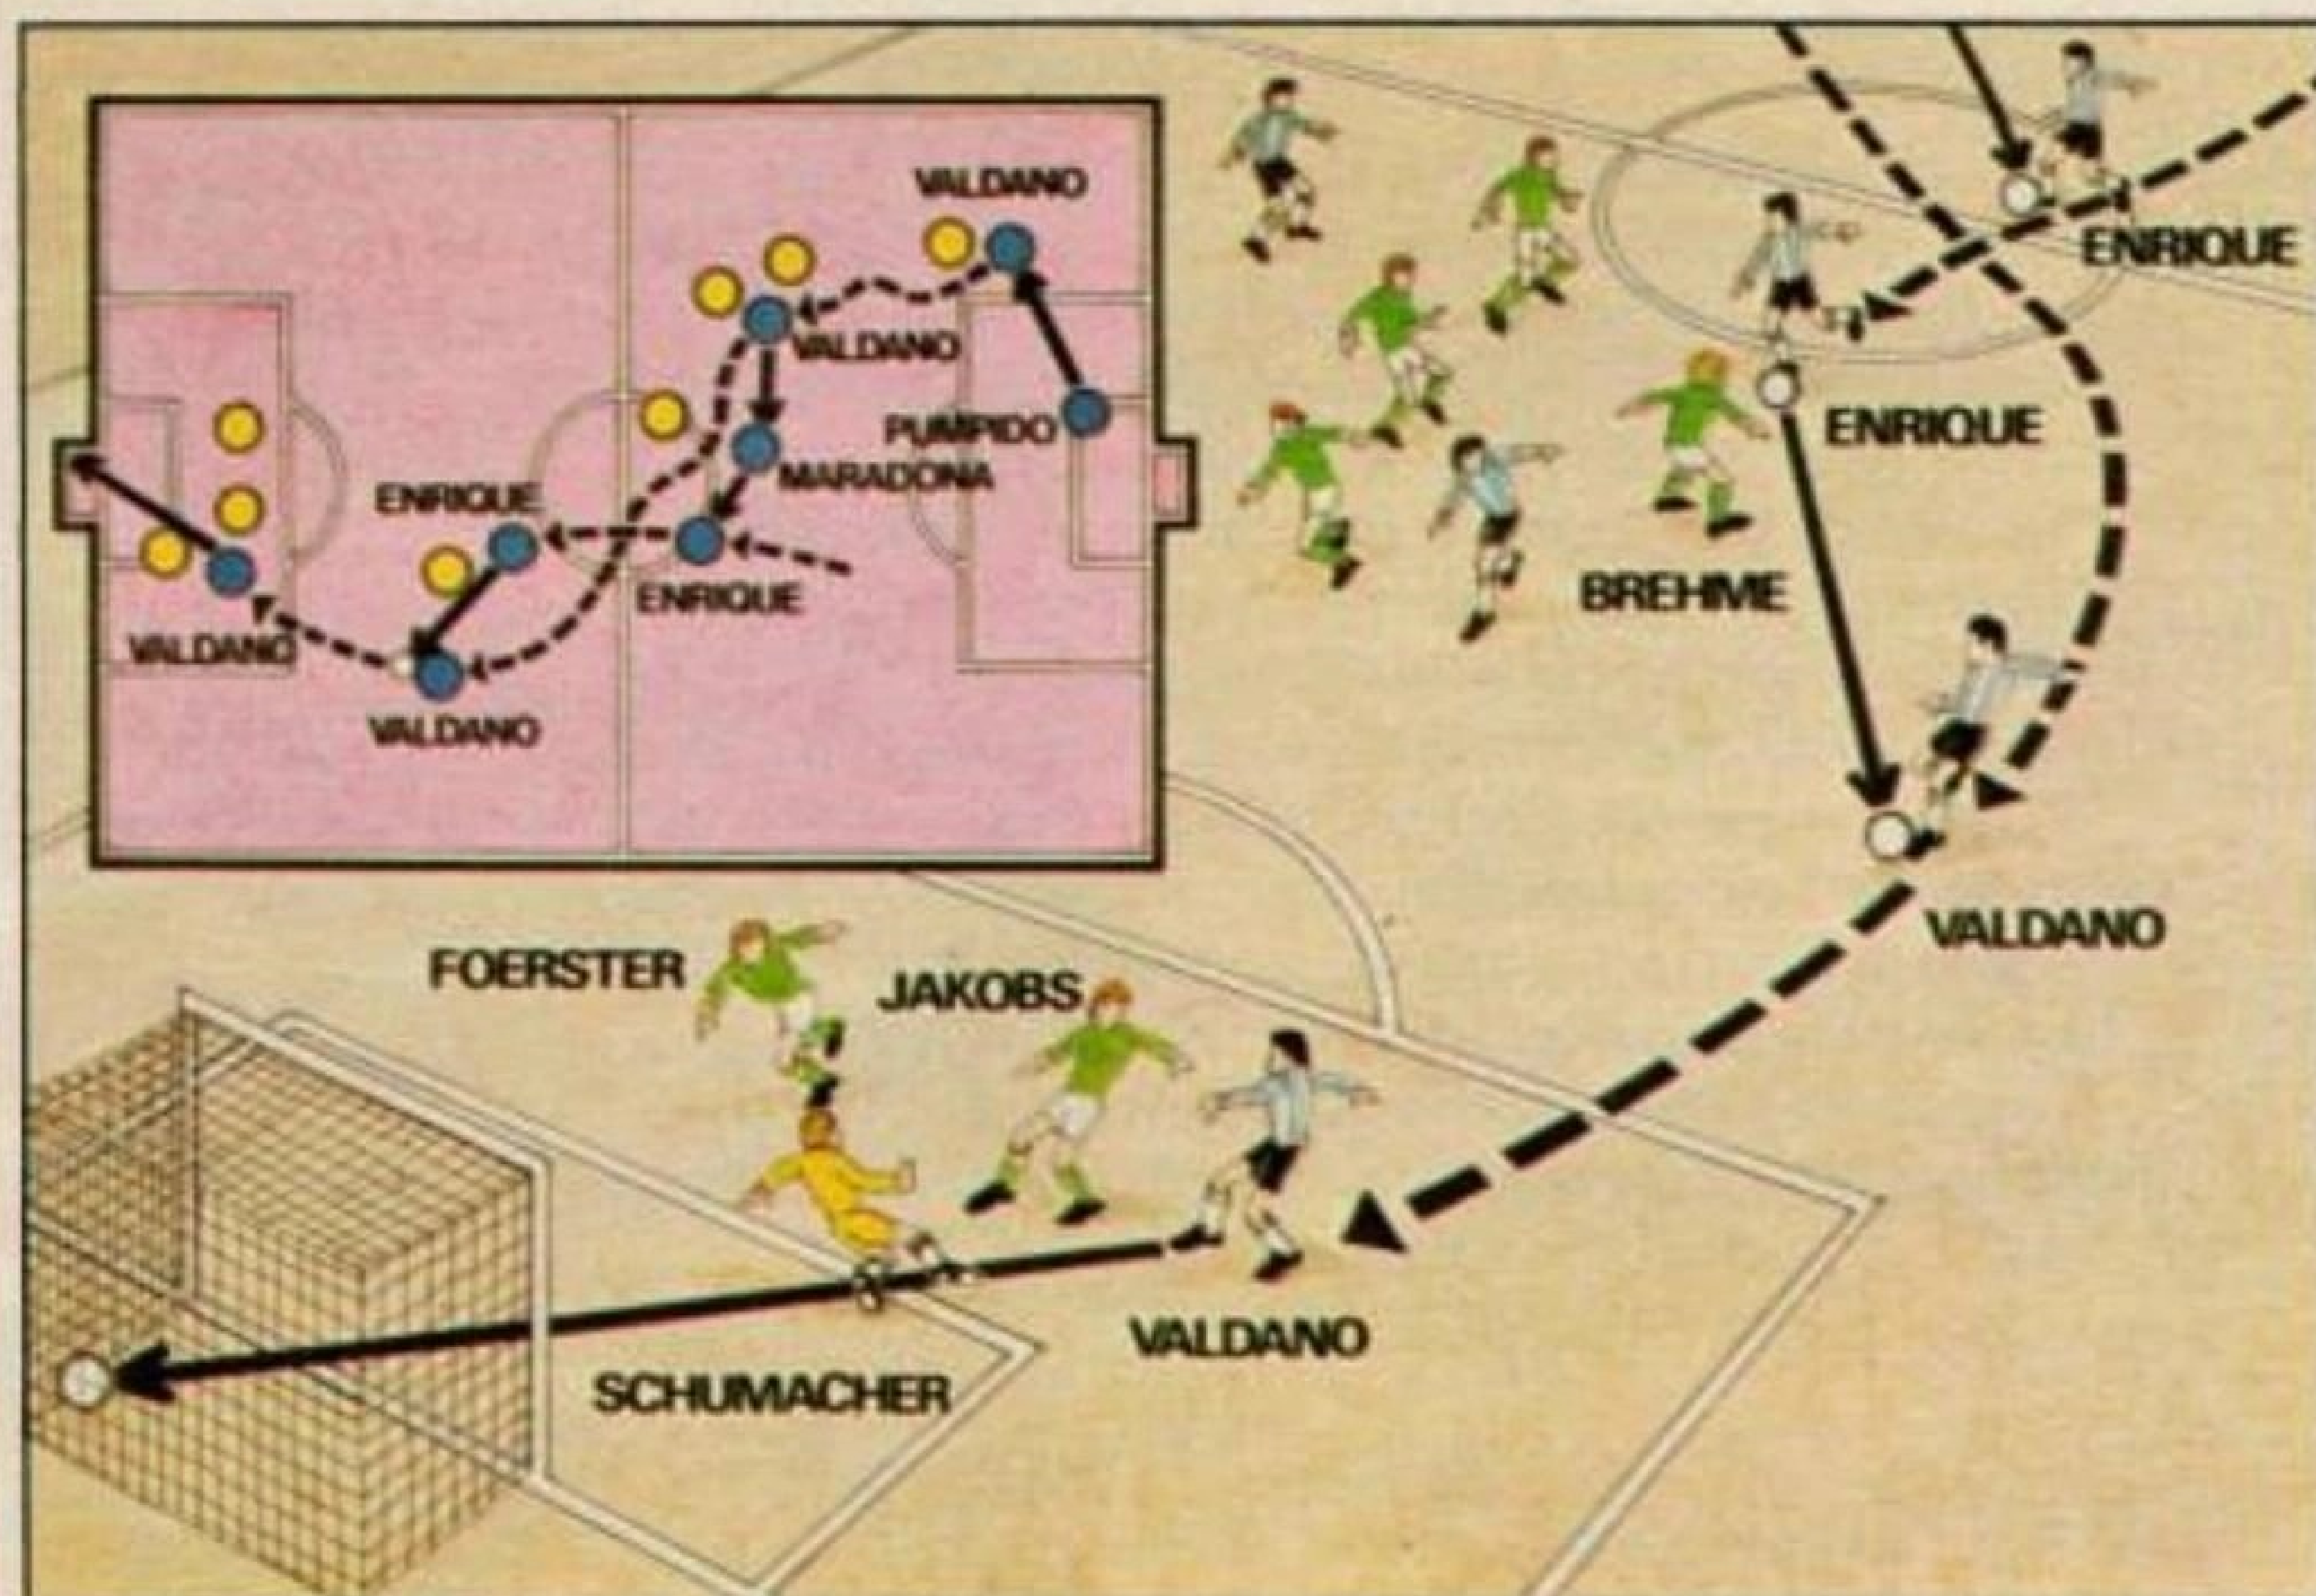 VALDANO
VALDANO
PUMPIDO
MARADONA
ENRIQUE
ENRIQUE
VALDANO
VALDANO
ENRIQUE
ENRIQUE
BREHME
VALDANO
FOERSTER
JAKOBS
VALDANO
SCHUMACHER